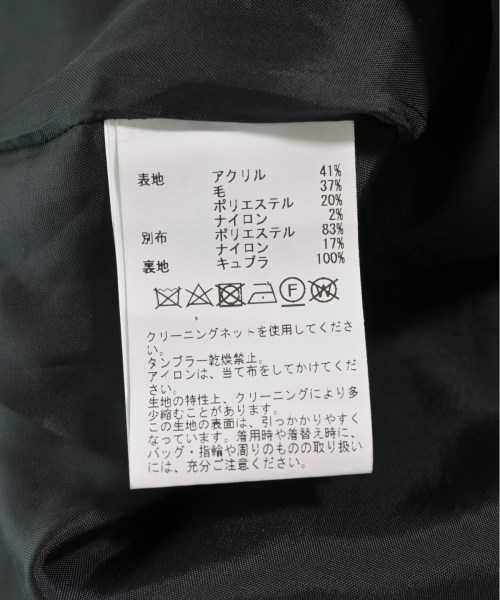 表地 アクリル 41%
毛 37%
ポリエステル 20%
ナイロン 2%
別布 ポリエステル 83%
ナイロン 17%
裏地 キュプラ 100%
F W
クリーニングネットを使用してくださ
い。
タンブラー乾燥禁止。
アイロンは、当て布をしてかけてくだ
さい。
生地の特性上、クリーニングにより多
少縮むことがあります。
この生地の表面は、引っかかりやすく
なっています。着用時や着替え時に、
バッグ・指輪や周りのものの取り扱い
には、充分ご注意ください。